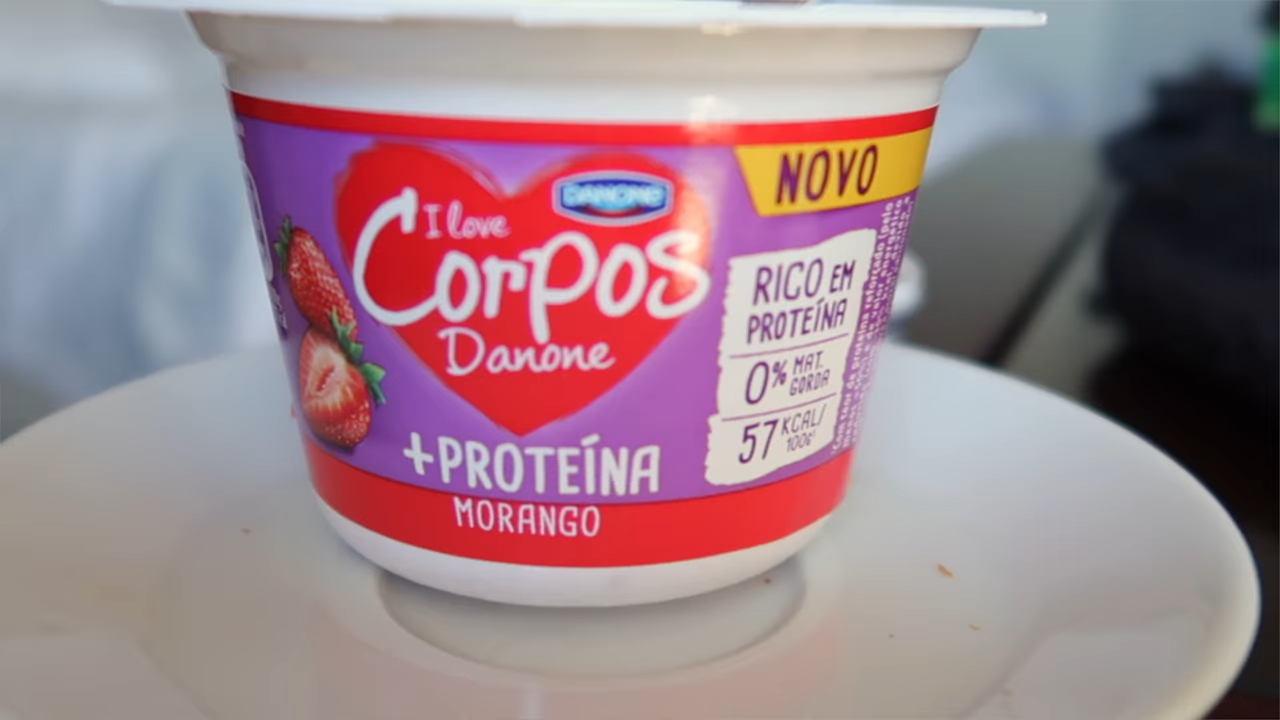 DANONE
I love
Corpos
Danone
+PROTEÍNA
MORANGO
NOVO
RICO EM
PROTEÍNA
0% MAT.
GORDA
57 KCAL/
100g